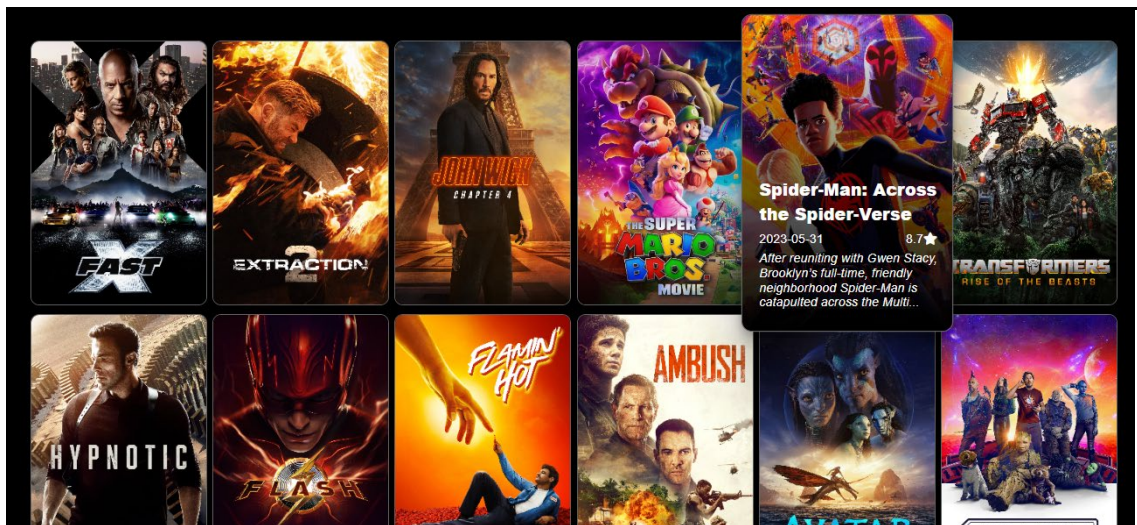 FAST X
EXTRACTION
2
JOHN WICK
CHAPTER 4
THE SUPER
MARIO
BROS.
MOVIE
Spider-Man: Across
the Spider-Verse
2023-05-31 8.7
After reuniting with Gwen Stacy,
Brooklyn's full-time, friendly
neighborhood Spider-Man is
catapulted across the Multi...
TRANSFORMERS
RISE OF THE BEASTS
HYPNOTIC
FLASH
FLAMIN'
HOT
AMBUSH
AVATAR